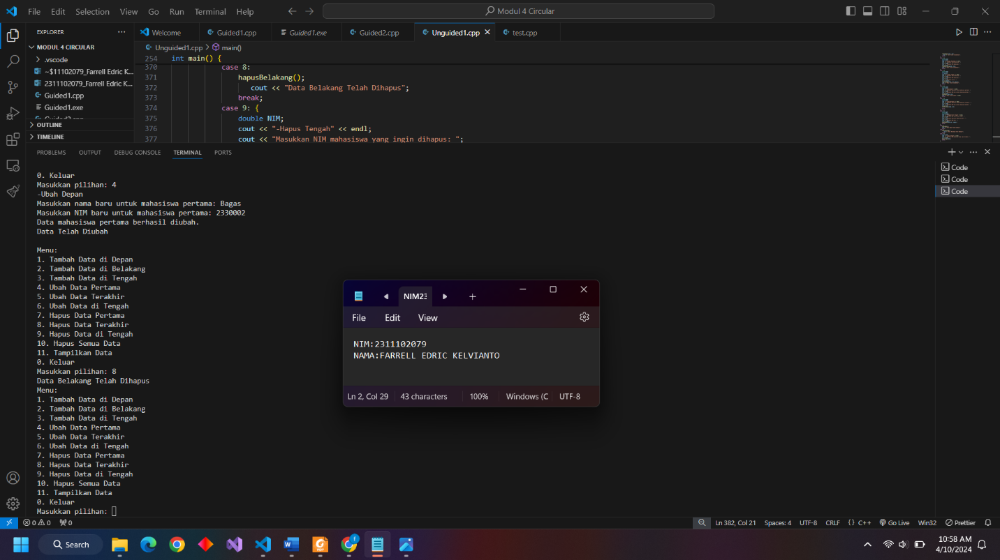 File Edit Selection View Go Run Terminal Help
Modul 4 Circular
EXPLORER
Welcome
Guided1.cpp
Guided1.exe
Guided2.cpp
Unguided1.cpp
test.cpp
MODUL 4 CIRCULAR
.vscode
~$11102079_Farrell Edric K...
2311102079_Farrell Edric K...
Guided1.cpp
Guided1.exe
OUTLINE
TIMELINE
Unguided1.cpp > main()
254 int main() {
370 case 8:
371 hapusBelakang();
372 cout << "Data Belakang Telah Dihapus";
373 break;
374 case 9: {
375 double NIM;
376 cout << "-Hapus Tengah" << endl;
377 cout << "Masukkan NIM mahasiswa yang ingin dihapus: ";
PROBLEMS OUTPUT DEBUG CONSOLE TERMINAL PORTS
Code
Code
Code
0. Keluar
Masukkan pilihan: 4
-Ubah Depan
Masukkan nama baru untuk mahasiswa pertama: Bagas
Masukkan NIM baru untuk mahasiswa pertama: 2330002
Data mahasiswa pertama berhasil diubah.
Data Telah Diubah
Menu:
1. Tambah Data di Depan
2. Tambah Data di Belakang
3. Tambah Data di Tengah
4. Ubah Data Pertama
5. Ubah Data Terakhir
6. Ubah Data di Tengah
7. Hapus Data Pertama
8. Hapus Data Terakhir
9. Hapus Data di Tengah
10. Hapus Semua Data
11. Tampilkan Data
0. Keluar
Masukkan pilihan: 8
Data Belakang Telah Dihapus
Menu:
1. Tambah Data di Depan
2. Tambah Data di Belakang
3. Tambah Data di Tengah
4. Ubah Data Pertama
5. Ubah Data Terakhir
6. Ubah Data di Tengah
7. Hapus Data Pertama
8. Hapus Data Terakhir
9. Hapus Data di Tengah
10. Hapus Semua Data
11. Tampilkan Data
0. Keluar
Masukkan pilihan:
NIM23
File Edit View
NIM:2311102079
NAMA:FARRELL EDRIC KELVIANTO
Ln 2, Col 29 43 characters 100% Windows (C UTF-8
0 0 0
Ln 382, Col 21 Spaces: 4 UTF-8 CRLF {} C++ Go Live Win32 Prettier
Search
10:58 AM
4/10/2024